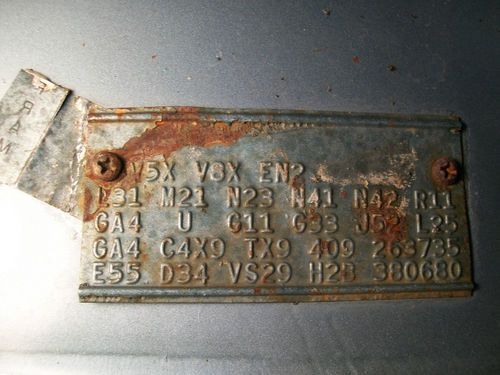 V5X V8X EN2
L31 M21 N23 N41 N42 R11
GA4 U G11 G33 J52 L25
GA4 C4X9 TX9 409 263735
E55 D34 VS29 H2B 380680